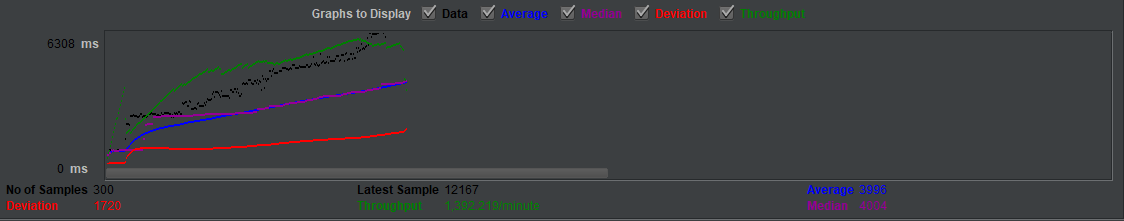 Graphs to Display Data Average Median Deviation Throughput
6308 ms
0 ms
No of Samples 300 Latest Sample 12167 Average 3996
Deviation 1720 Throughput 1,392.219/minute Median